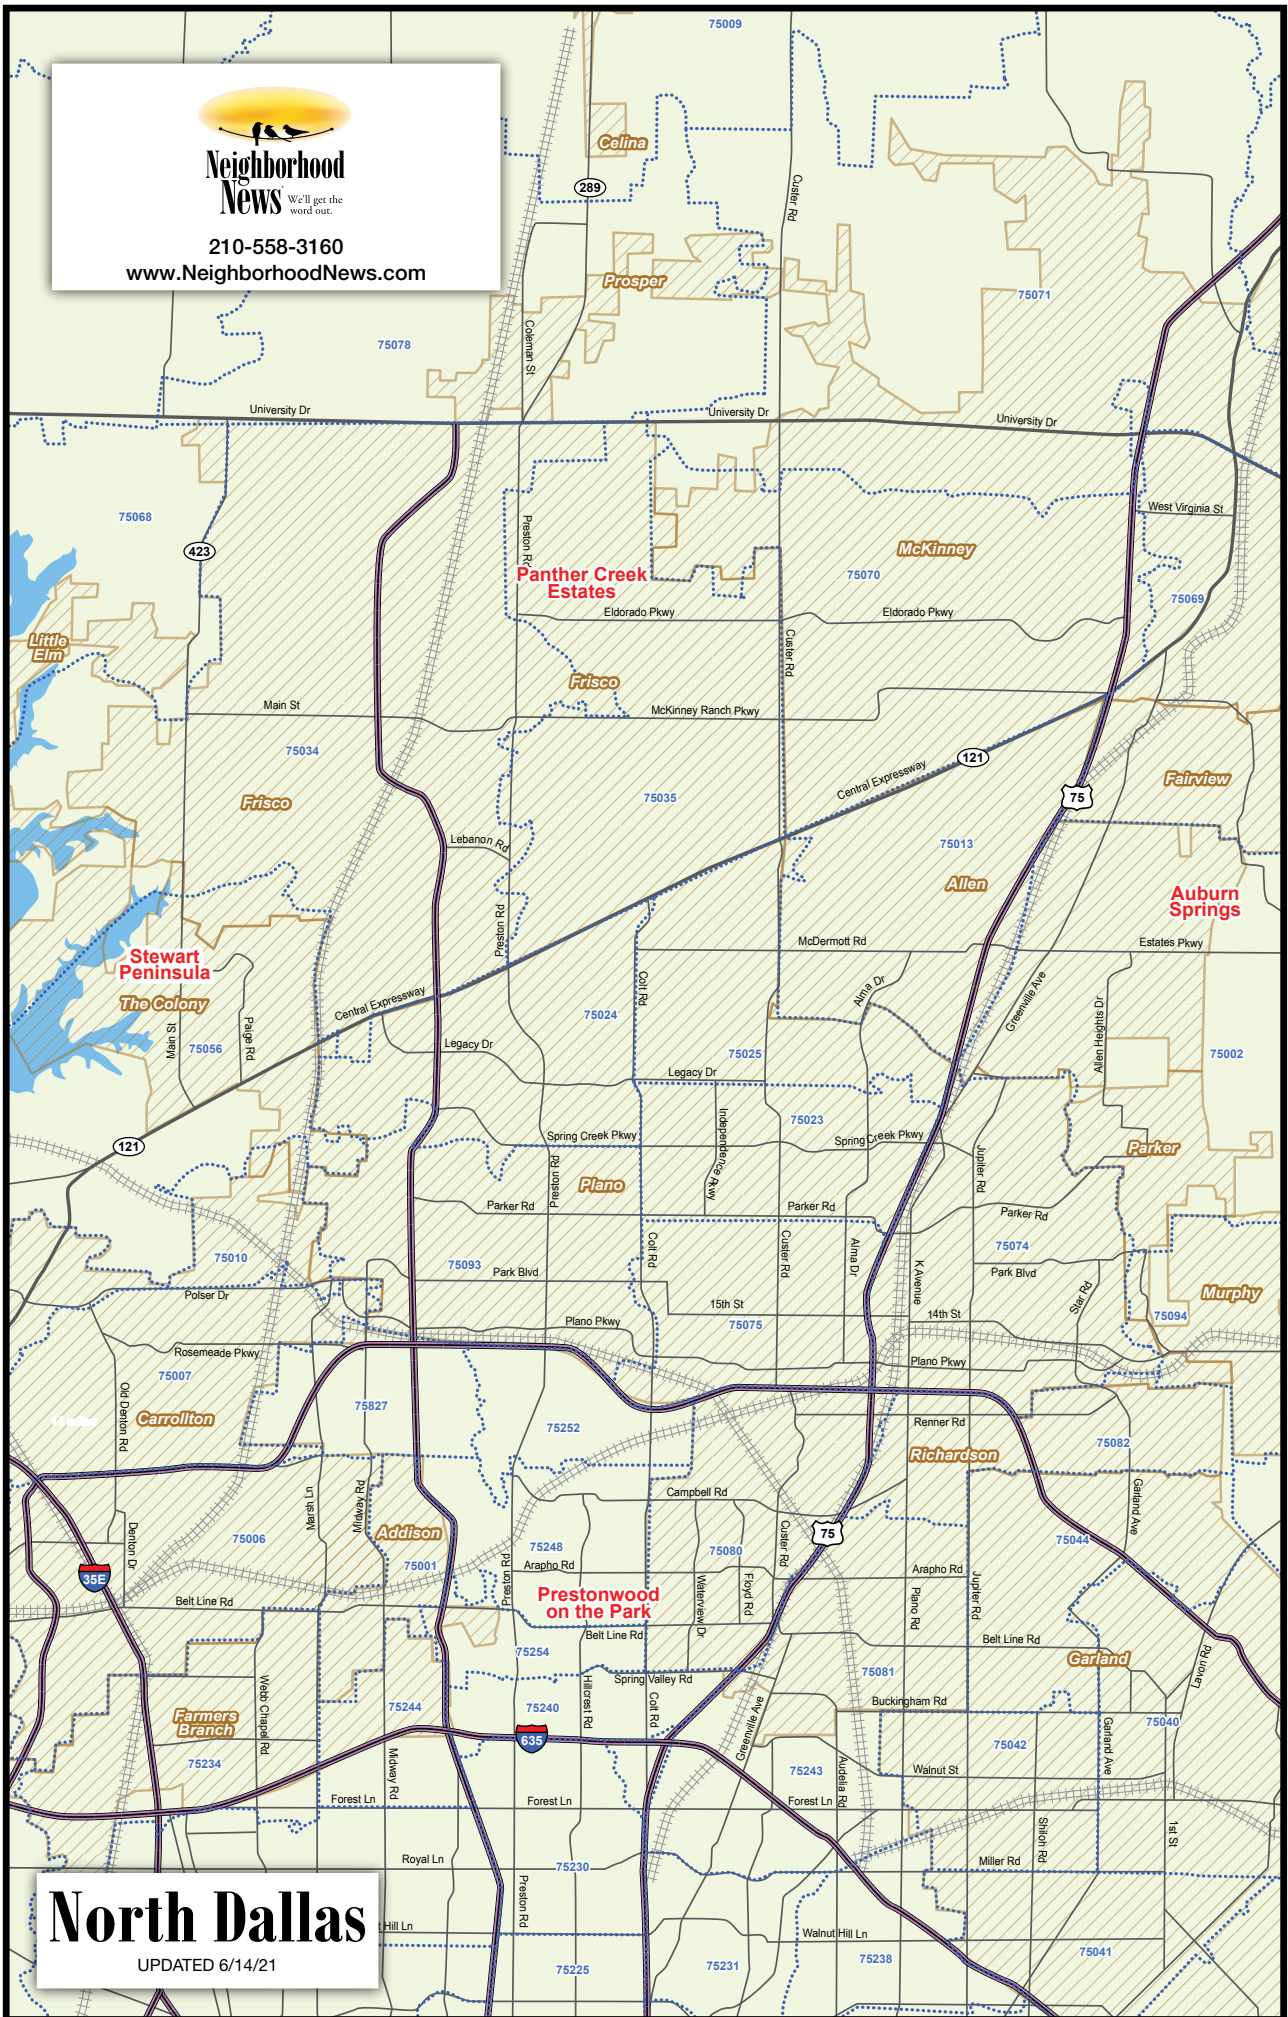 75009
Neighborhood
News
We'll get the
word out.
210-558-3160
www.NeighborhoodNews.com
Celina
289
Custer Rd
Prosper
75071
Coleman St
75078
University Dr
University Dr
University Dr
75068
423
Preston Rd
West Virginia St
McKinney
75070
Panther Creek
Estates
75069
Eldorado Pkwy
Eldorado Pkwy
Little
Elm
Custer Rd
Frisco
Main St
McKinney Ranch Pkwy
75034
121
Central Expressway
Fairview
75
75035
Frisco
Lebanon Rd
75013
Allen
Auburn
Springs
Preston Rd
McDermott Rd
Estates Pkwy
Stewart
Peninsula
The Colony
Colt Rd
Alma Dr
Greenville Ave
Central Expressway
75024
Allen Heights Dr
Main St
Paige Rd
75056
Legacy Dr
75025
75002
Legacy Dr
Independence Pkwy
75023
121
Spring Creek Pkwy
Spring Creek Pkwy
Parker
Preston Rd
Plano
Jupiter Rd
Parker Rd
Parker Rd
Parker Rd
75010
Colt Rd
Custer Rd
Alma Dr
K Avenue
75074
75093
Park Blvd
Park Blvd
Star Rd
Murphy
Polser Dr
15th St
14th St
75094
Plano Pkwy
75075
Rosemeade Pkwy
Plano Pkwy
75007
Old Denton Rd
75827
Carrollton
14 miles
75252
Renner Rd
75082
Richardson
Campbell Rd
Marsh Ln
Midway Rd
Garland Ave
Denton Dr
75006
Addison
75
75248
Custer Rd
75044
75001
Preston Rd
Arapho Rd
75080
Arapho Rd
35E
Prestonwood
on the Park
Waterview Dr
Floyd Rd
Plano Rd
Jupiter Rd
Belt Line Rd
Belt Line Rd
Belt Line Rd
75254
Garland
Lavon Rd
Webb Chapel Rd
Hillcrest Rd
Spring Valley Rd
75081
Colt Rd
Buckingham Rd
75244
75240
Farmers
Branch
Greenville Ave
75040
635
75042
Garland Ave
75234
Midway Rd
75243
Audelia Rd
Walnut St
Forest Ln
Forest Ln
Forest Ln
Shiloh Rd
1st St
Royal Ln
75230
Miller Rd
North Dallas
UPDATED 6/14/21
Preston Rd
t Hill Ln
Walnut Hill Ln
75225
75231
75238
75041